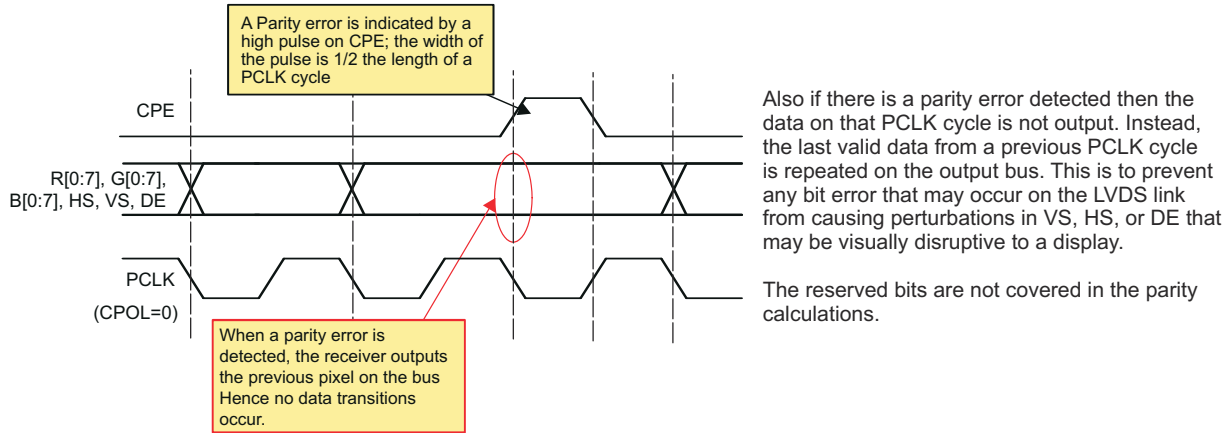 A Parity error is indicated by a
high pulse on CPE; the width of
the pulse is 1/2 the length of a
PCLK cycle
CPE
R[0:7], G[0:7],
B[0:7], HS, VS, DE
PCLK
(CPOL=0)
When a parity error is
detected, the receiver outputs
the previous pixel on the bus
Hence no data transitions
occur.
Also if there is a parity error detected then the
data on that PCLK cycle is not output. Instead,
the last valid data from a previous PCLK cycle
is repeated on the output bus. This is to prevent
any bit error that may occur on the LVDS link
from causing perturbations in VS, HS, or DE that
may be visually disruptive to a display.
The reserved bits are not covered in the parity
calculations.